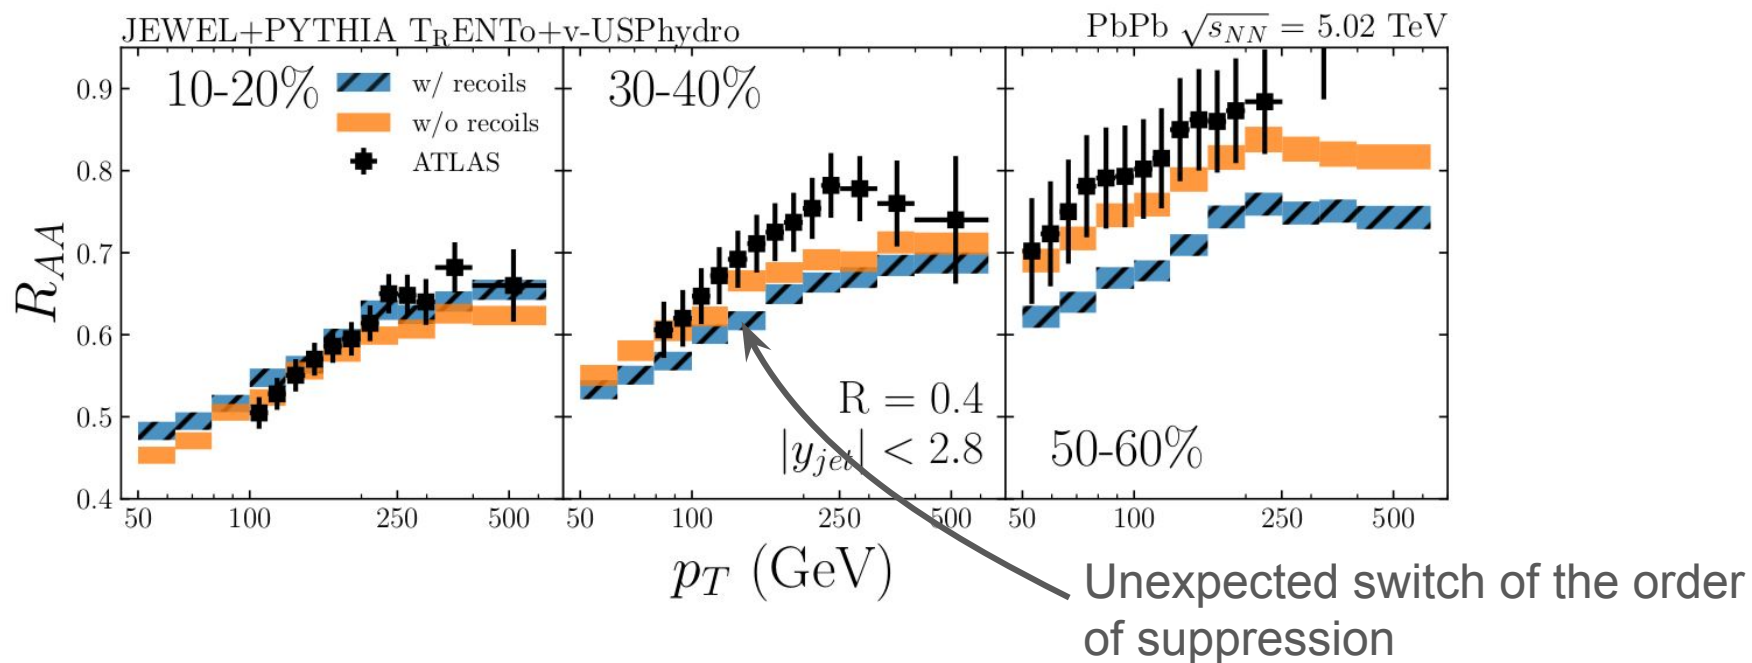 JEWEL+PYTHIA TRENTo+v-USPhydro
PbPb √sNN = 5.02 TeV
10-20%
w/ recoils
w/o recoils
ATLAS
30-40%
R = 0.4
|yjet| < 2.8
50-60%
RAA
0.9
0.8
0.7
0.6
0.5
0.4
50 100 250 500
50 100 250 500
50 100 250 500
pT (GeV)
Unexpected switch of the order
of suppression